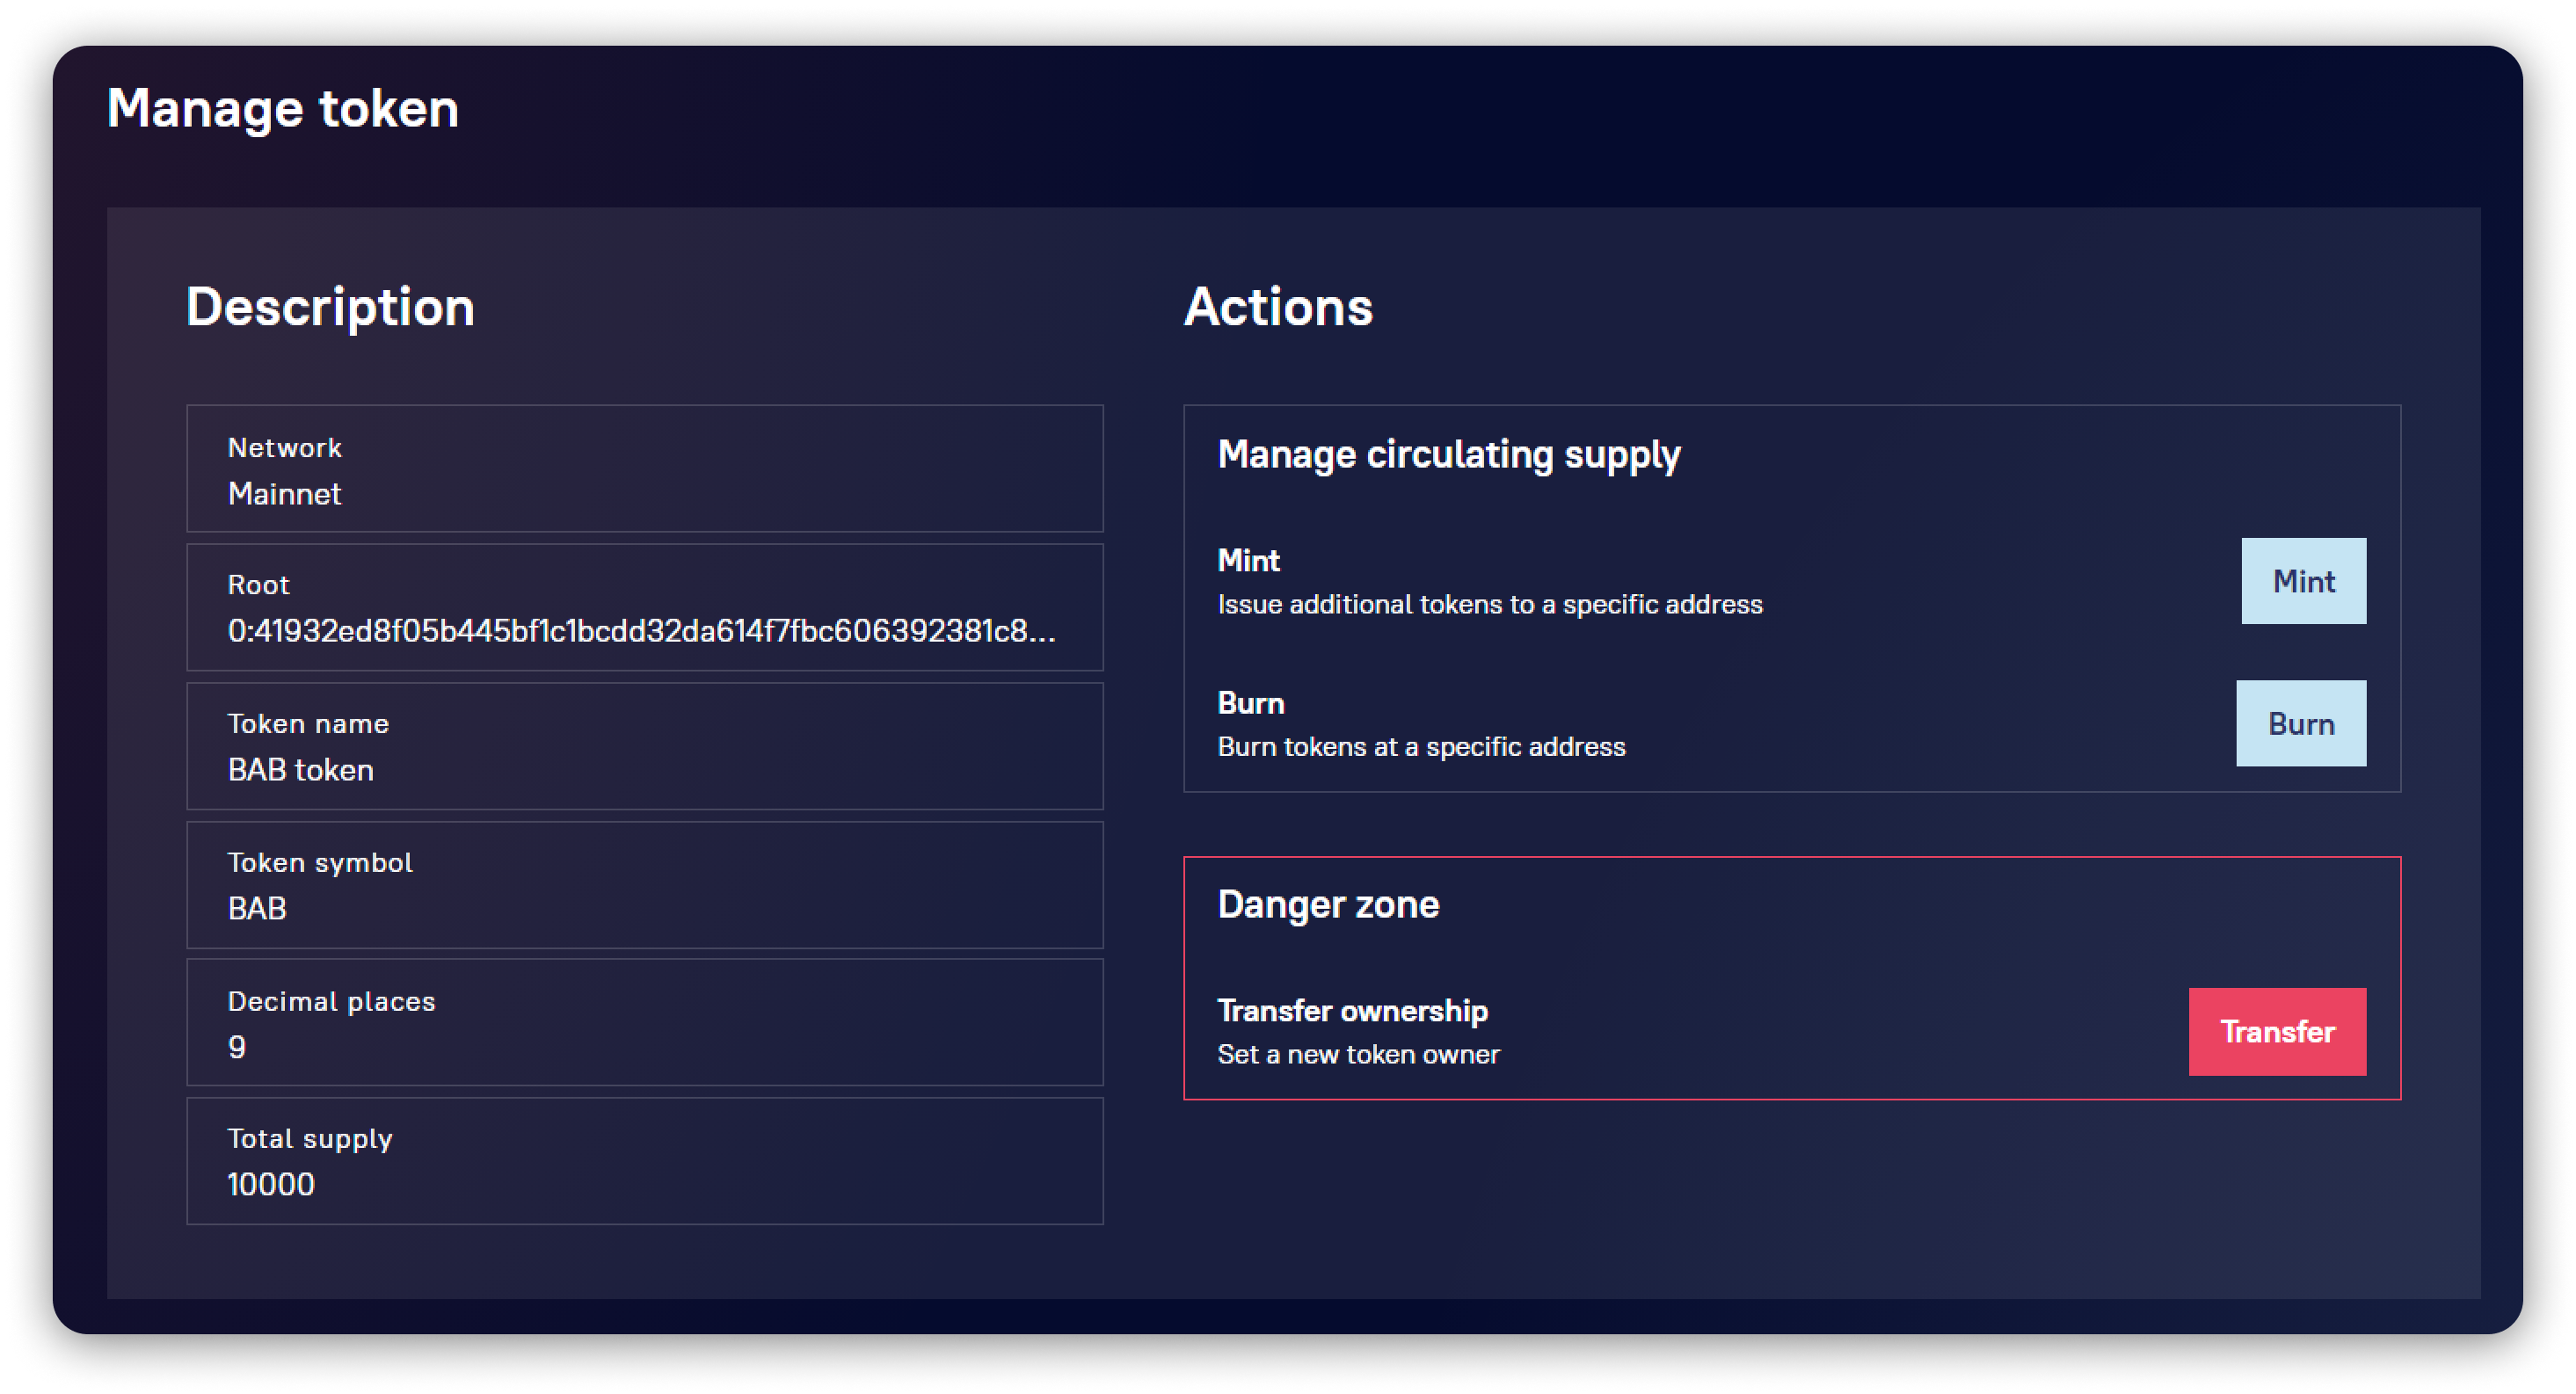 Manage token
Description
Network
Mainnet
Root
0:41932ed8f05b445bf1c1bcdd32da614f7fbc606392381c8...
Token name
BAB token
Token symbol
BAB
Decimal places
9
Total supply
10000
Actions
Manage circulating supply
Mint
Issue additional tokens to a specific address
Mint
Burn
Burn tokens at a specific address
Burn
Danger zone
Transfer ownership
Set a new token owner
Transfer